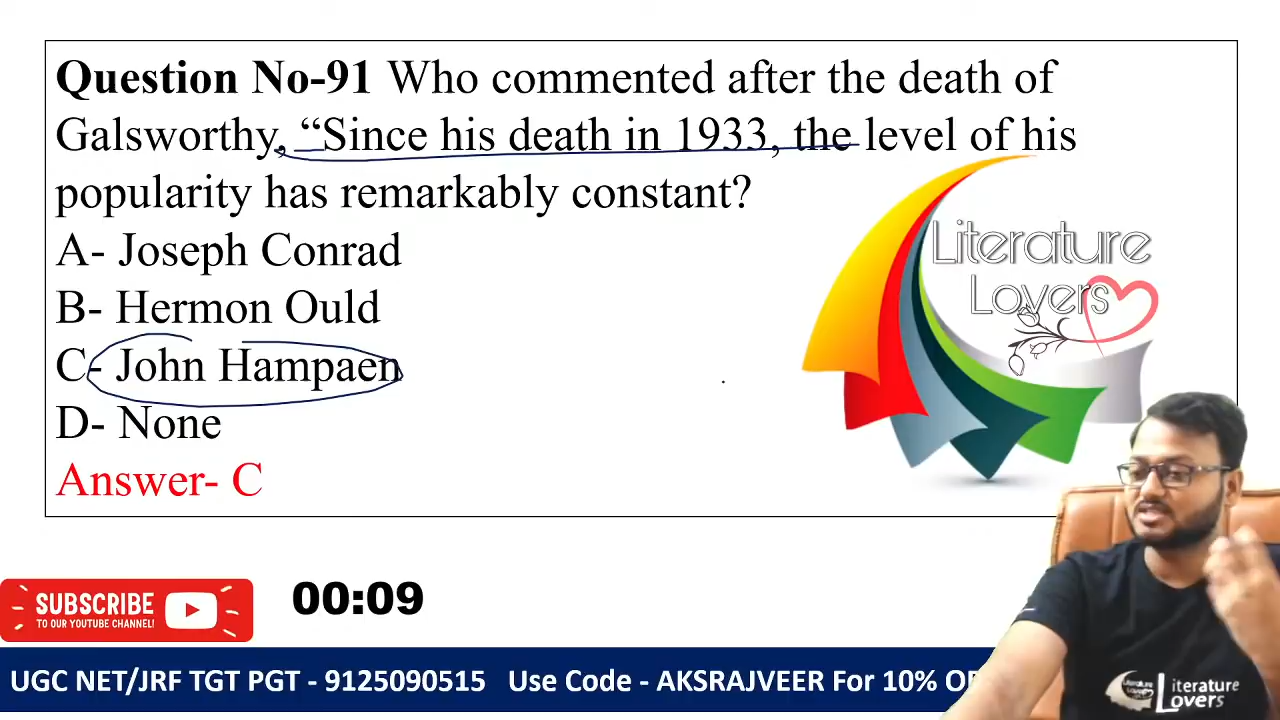 Question No-91 Who commented after the death of
Galsworthy, “Since his death in 1933, the level of his
popularity has remarkably constant?
A- Joseph Conrad
B- Hermon Ould
C- John Hampaen
D- None
Answer- C
Literature
Lovers
SUBSCRIBE
TO OUR YOUTUBE CHANNEL!
00:09
UGC NET/JRF TGT PGT - 9125090515 Use Code - AKSRAJVEER For 10% OP
Literature
Lovers